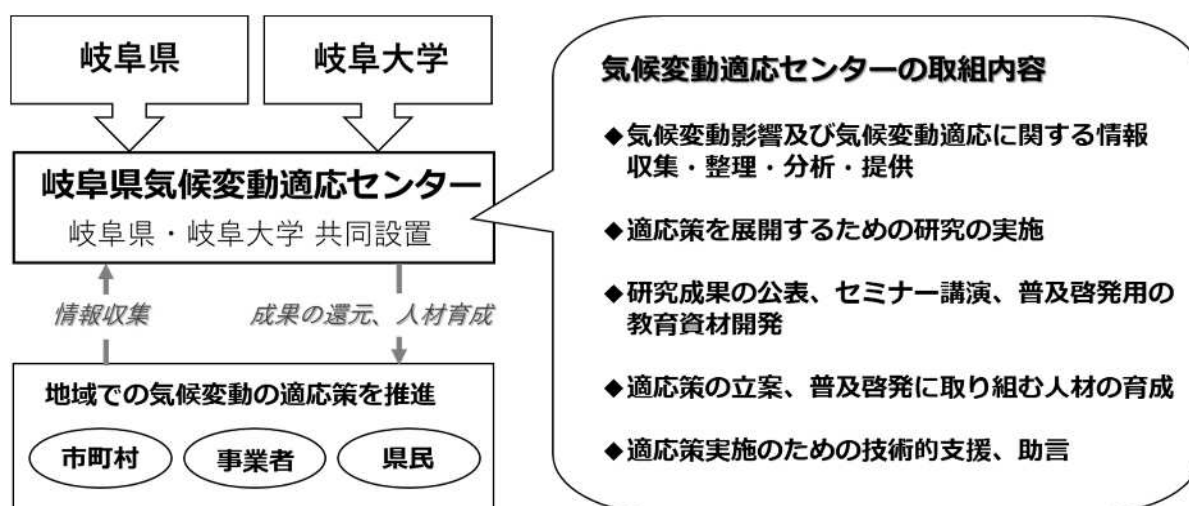 岐阜県
岐阜大学
岐阜県気候変動適応センター
岐阜県・岐阜大学 共同設置
情報収集
成果の還元、人材育成
地域での気候変動の適応策を推進
市町村
事業者
県民
気候変動適応センターの取組内容
◆気候変動影響及び気候変動適応に関する情報
収集・整理・分析・提供
◆適応策を展開するための研究の実施
◆研究成果の公表、セミナー講演、普及啓発用の
教育資材開発
◆適応策の立案、普及啓発に取り組む人材の育成
◆適応策実施のための技術的支援、助言